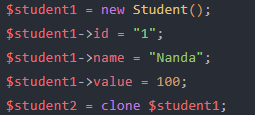 $student1 = new Student();
$student1->id = "1";
$student1->name = "Nanda";
$student1->value = 100;
$student2 = clone $student1;